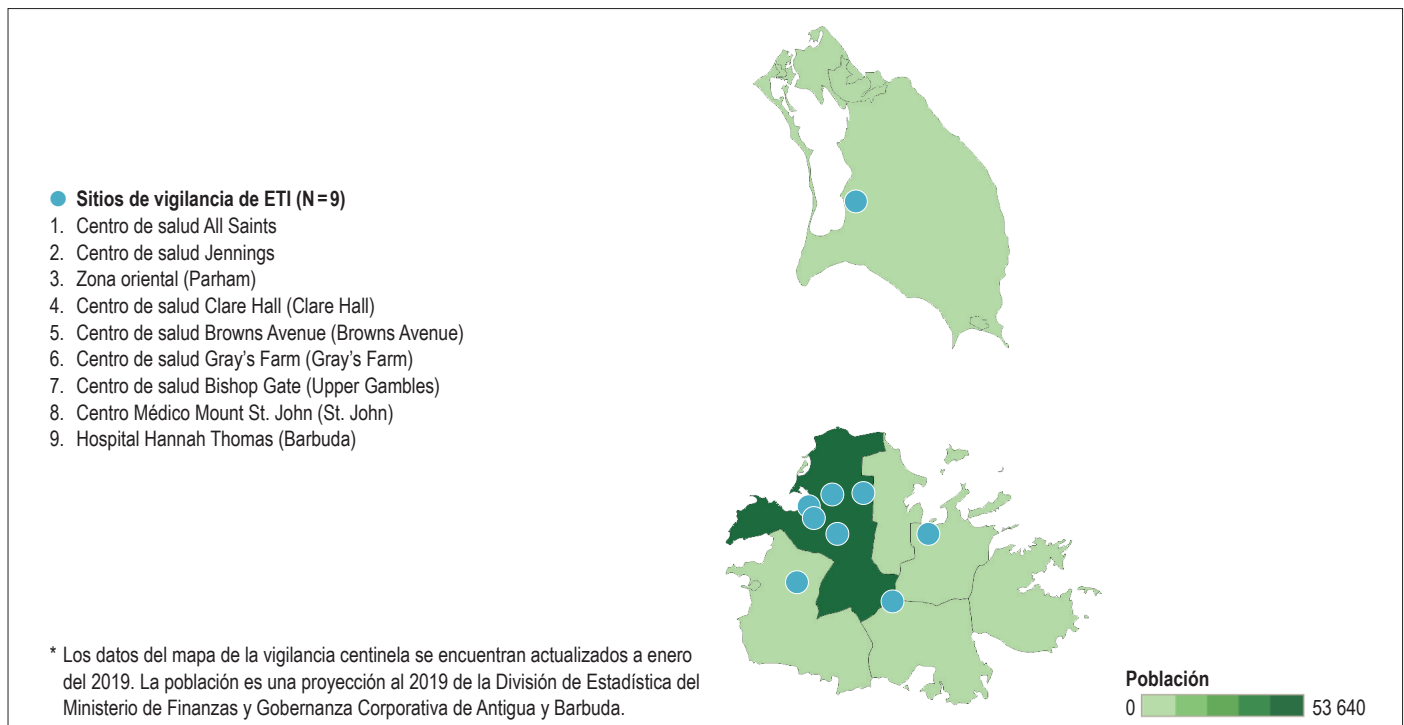 Sitios de vigilancia de ETI (N=9)
1. Centro de salud All Saints
2. Centro de salud Jennings
3. Zona oriental (Parham)
4. Centro de salud Clare Hall (Clare Hall)
5. Centro de salud Browns Avenue (Browns Avenue)
6. Centro de salud Gray's Farm (Gray's Farm)
7. Centro de salud Bishop Gate (Upper Gambles)
8. Centro Médico Mount St. John (St. John)
9. Hospital Hannah Thomas (Barbuda)
* Los datos del mapa de la vigilancia centinela se encuentran actualizados a enero
del 2019. La población es una proyección al 2019 de la División de Estadística del
Ministerio de Finanzas y Gobernanza Corporativa de Antigua y Barbuda.
Población
0 53 640